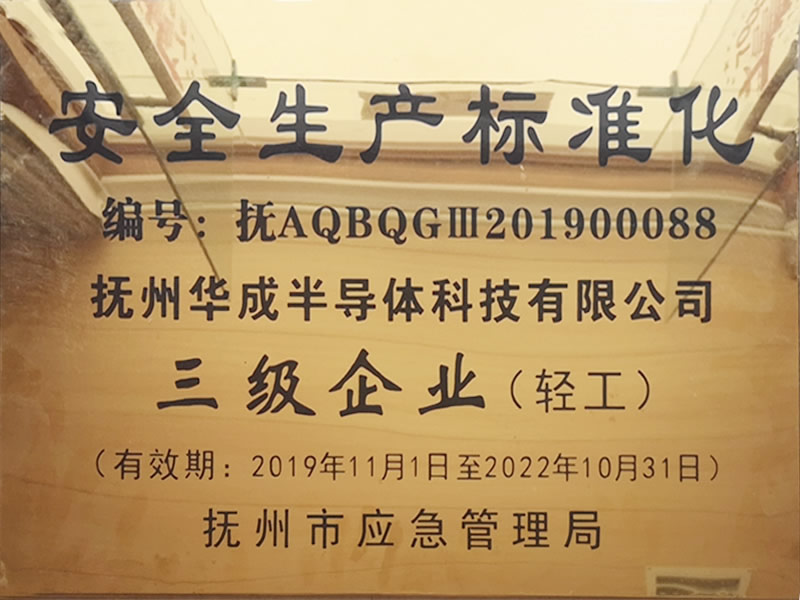 安全生产标准化
编号：抚AQBQGⅢ201900088
抚州华成半导体科技有限公司
三级企业（轻工）
（有效期：2019年11月1日至2022年10月31日）
抚州市应急管理局